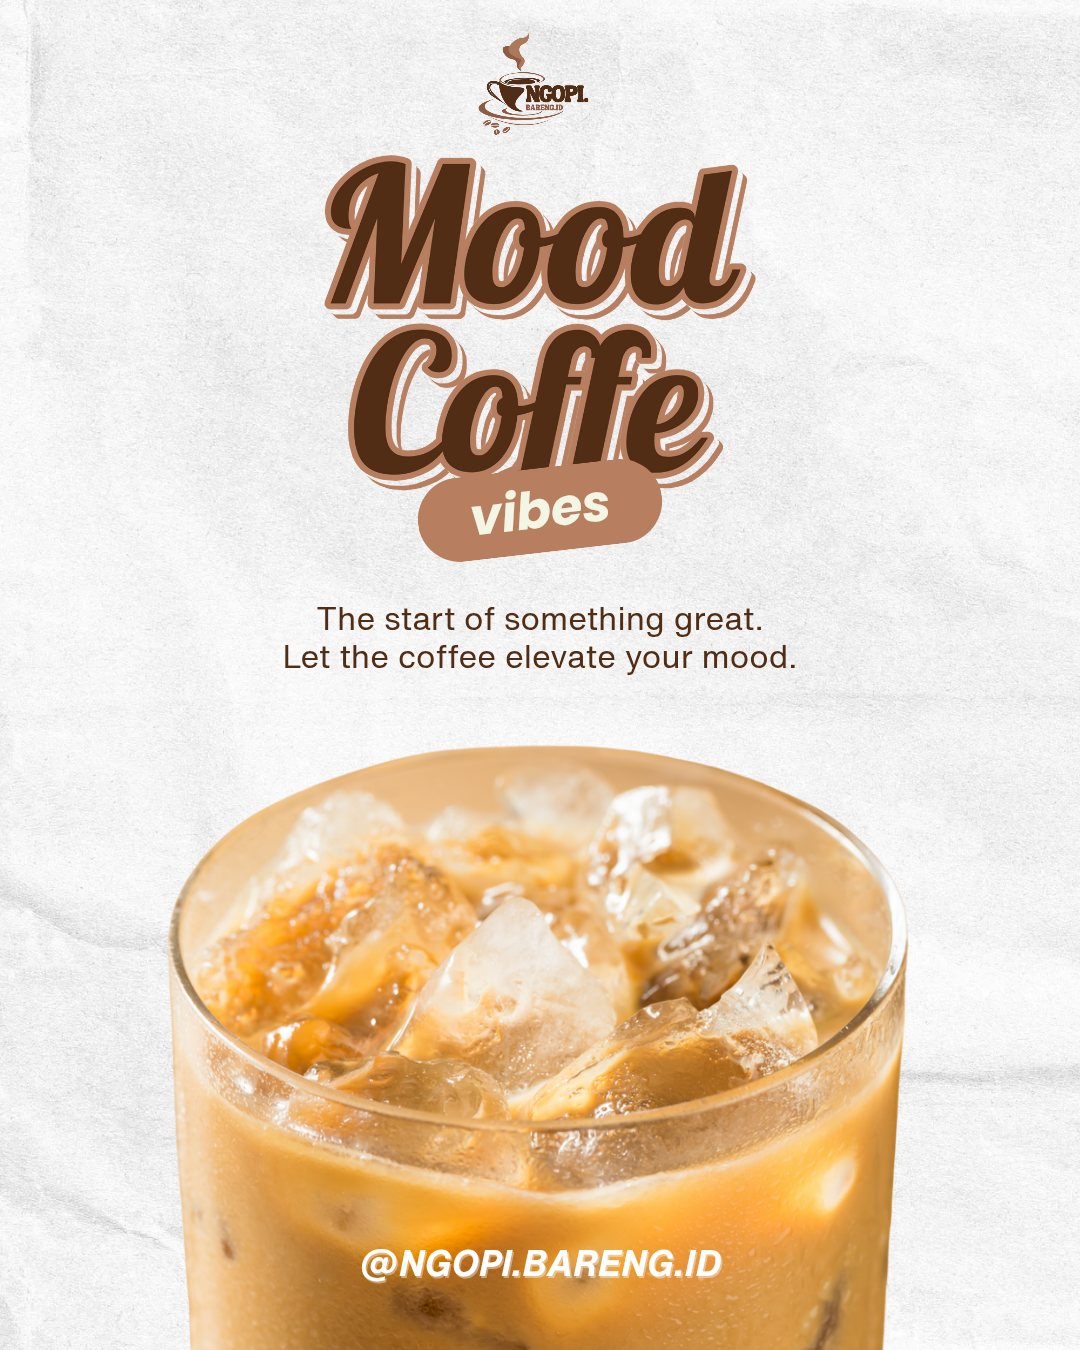 NGOPI.
BARENG.ID
Mood
Coffe
vibes
The start of something great.
Let the coffee elevate your mood.
@NGOPI.BARENG.ID